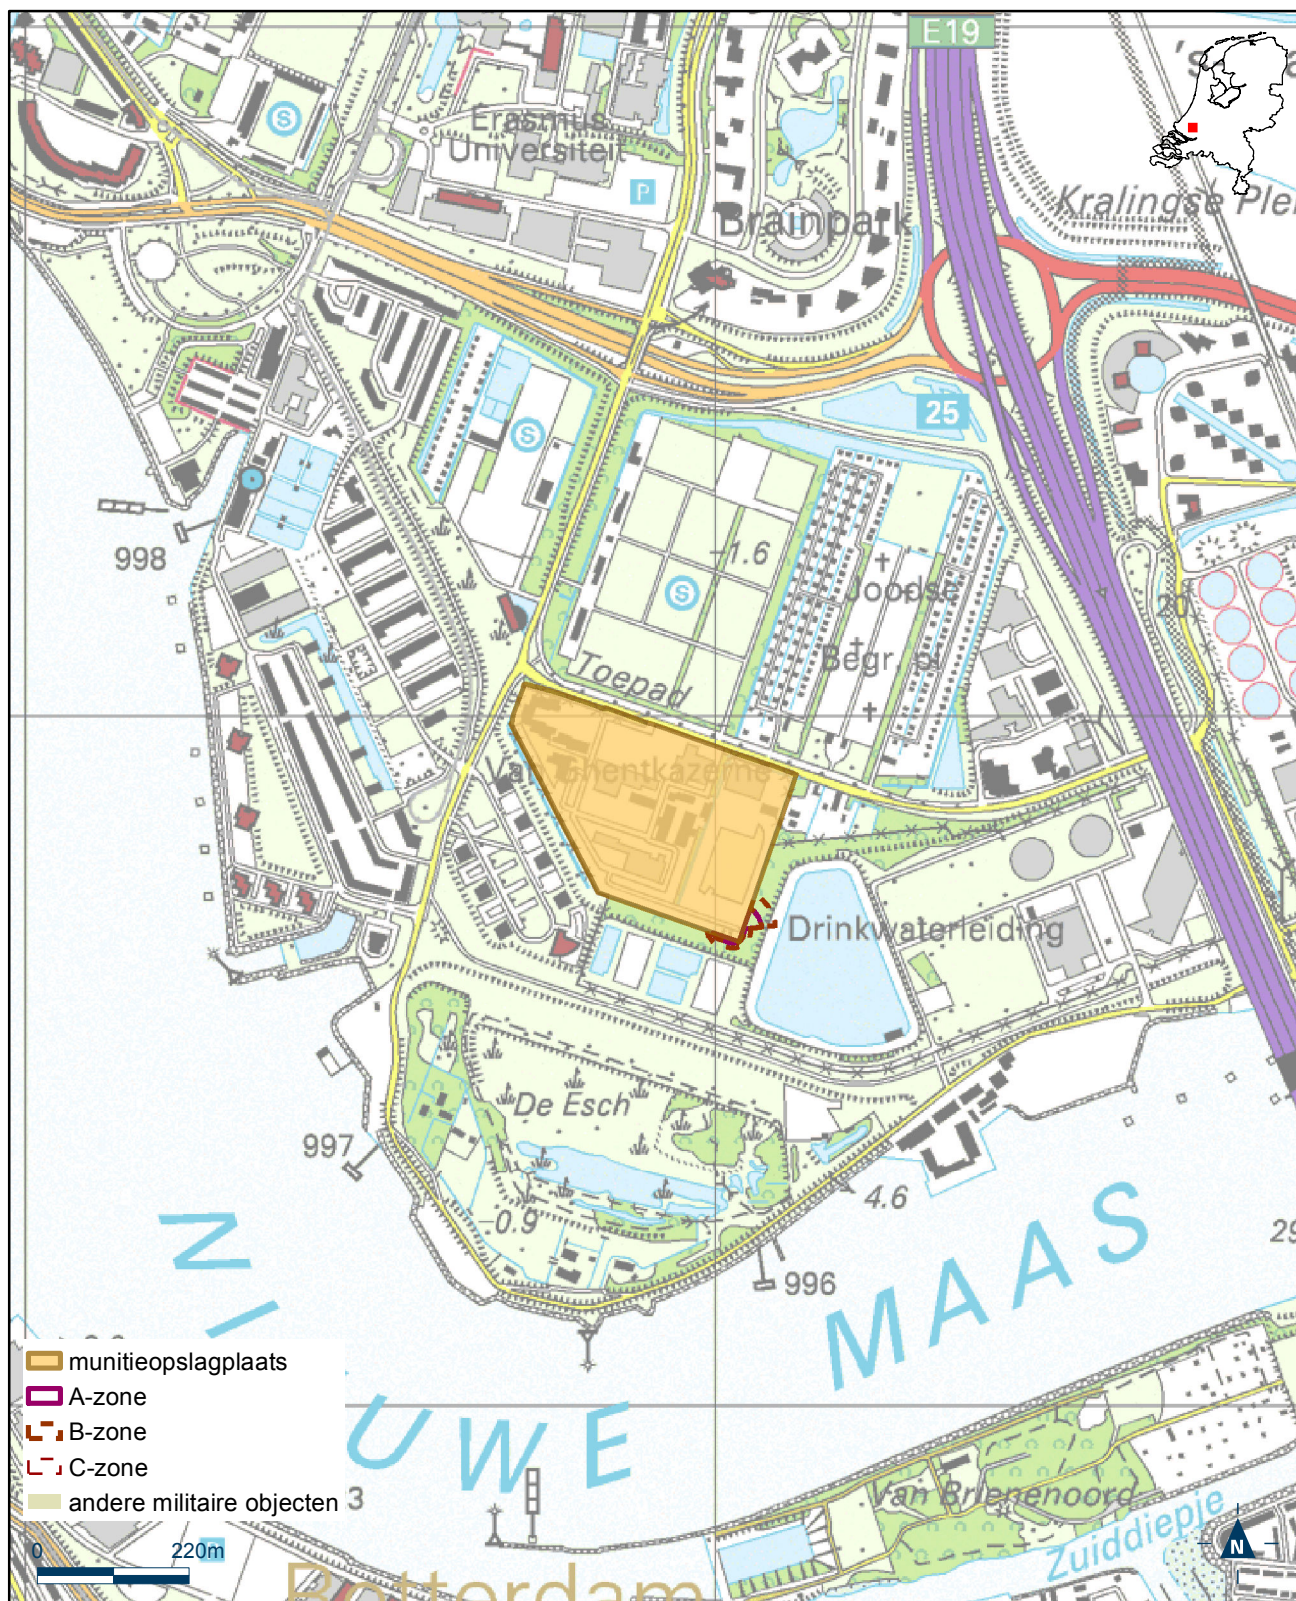 E19
's
Erasmus
Universiteit
P
S
Brainpark
Kralingse
25
S
998
-1.6
S
Joodse
Begr. pl
20
Toepad
Van Ghentkazerne
Drinkwaterleiding
De Esch
997
-0.9
4.6
996
29
NIEUWE MAAS
munitieopslagplaats
A-zone
B-zone
C-zone
andere militaire objecten
3
Van Brienenoord
Zuiddiepje
0 220m
N
Rotterdam